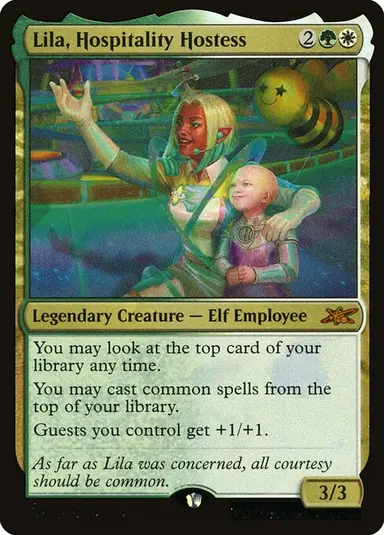 Lila, Hospitality Hostess 2
Legendary Creature — Elf Employee
You may look at the top card of your
library any time.
You may cast common spells from the
top of your library.
Guests you control get +1/+1.
As far as Lila was concerned, all courtesy
should be common.
3/3